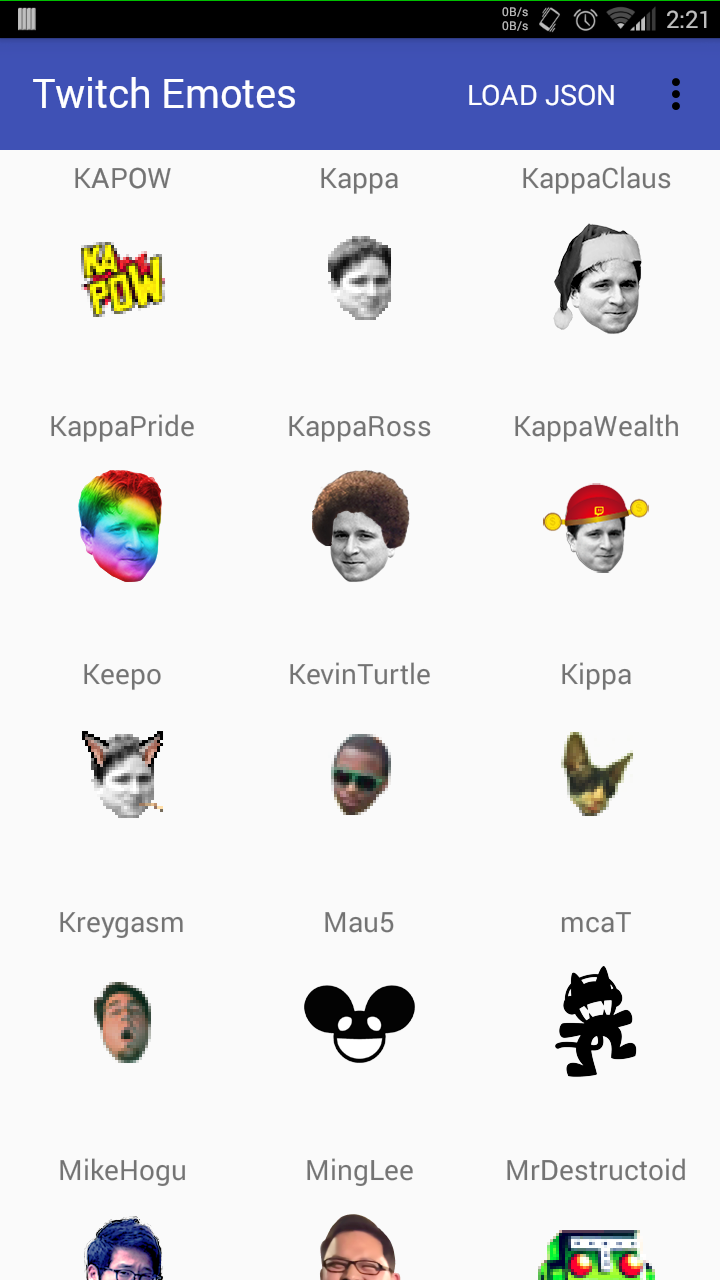 0B/s
0B/s
2:21
Twitch Emotes
LOAD JSON
KAPOW
Kappa
KappaClaus
KA
POW
KappaPride
KappaRoss
KappaWealth
Keepo
KevinTurtle
Kippa
Kreygasm
Mau5
mcaT
MikeHogu
MingLee
MrDestructoid